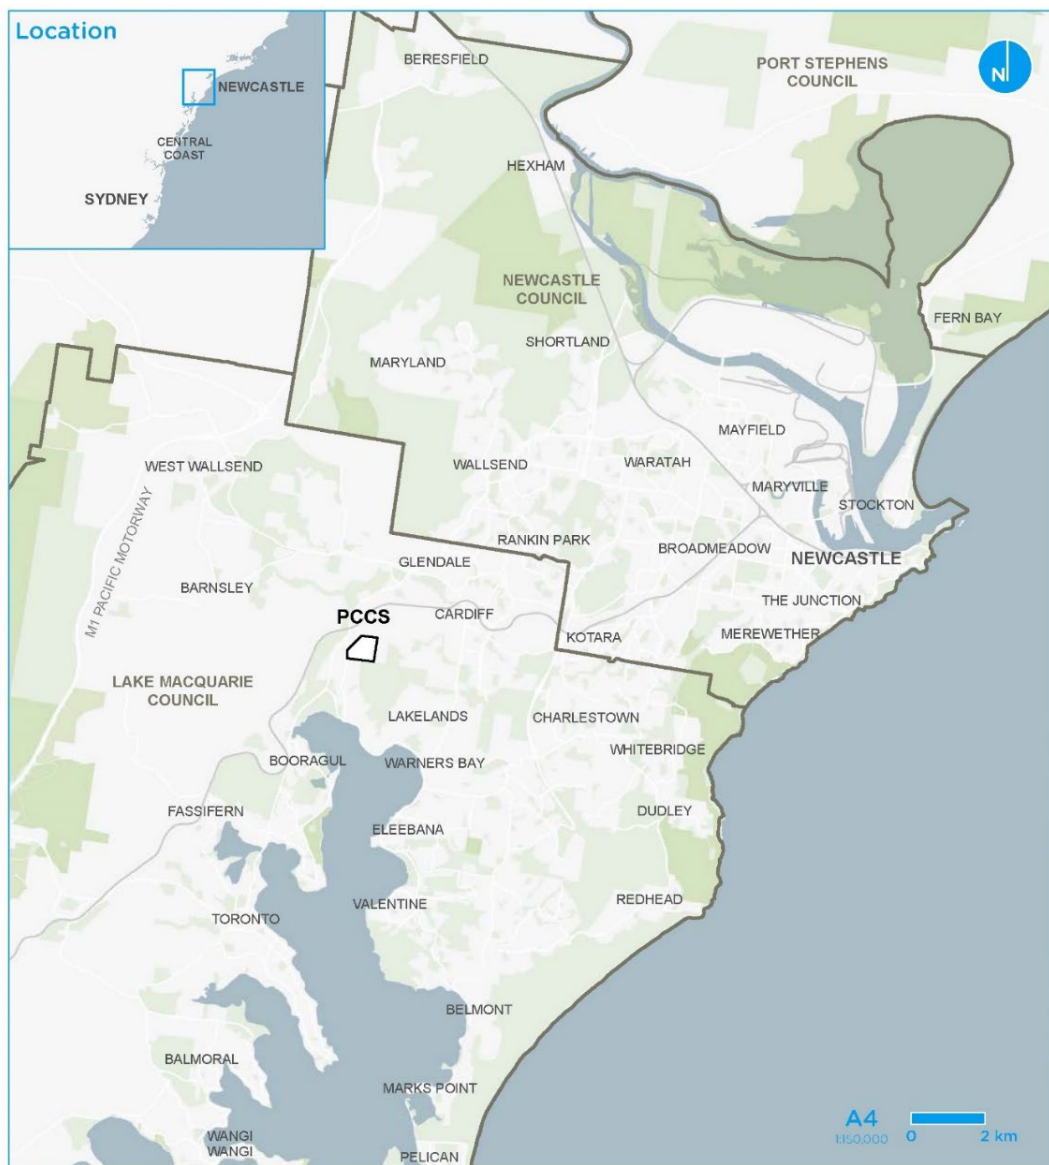 Location
NEWCASTLE
CENTRAL
COAST
SYDNEY
N
BERESFIELD
PORT STEPHENS
COUNCIL
HEXHAM
NEWCASTLE
COUNCIL
FERN BAY
SHORTLAND
MARYLAND
MAYFIELD
WEST WALLSEND
WALLSEND
WARATAH
MARYVILLE
STOCKTON
M1 PACIFIC MOTORWAY
RANKIN PARK
BROADMEADOW
NEWCASTLE
GLENDALE
BARNSLEY
THE JUNCTION
CARDIFF
PCCS
KOTARA
MEREWETHER
LAKE MACQUARIE
COUNCIL
LAKELANDS
CHARLESTOWN
WHITEBRIDGE
BOORAGUL
WARNERS BAY
FASSIFERN
DUDLEY
ELEEBANA
VALENTINE
REDHEAD
TORONTO
BELMONT
BALMORAL
MARKS POINT
WANGI
WANGI
PELICAN
A4
1:150,000
0 2 km